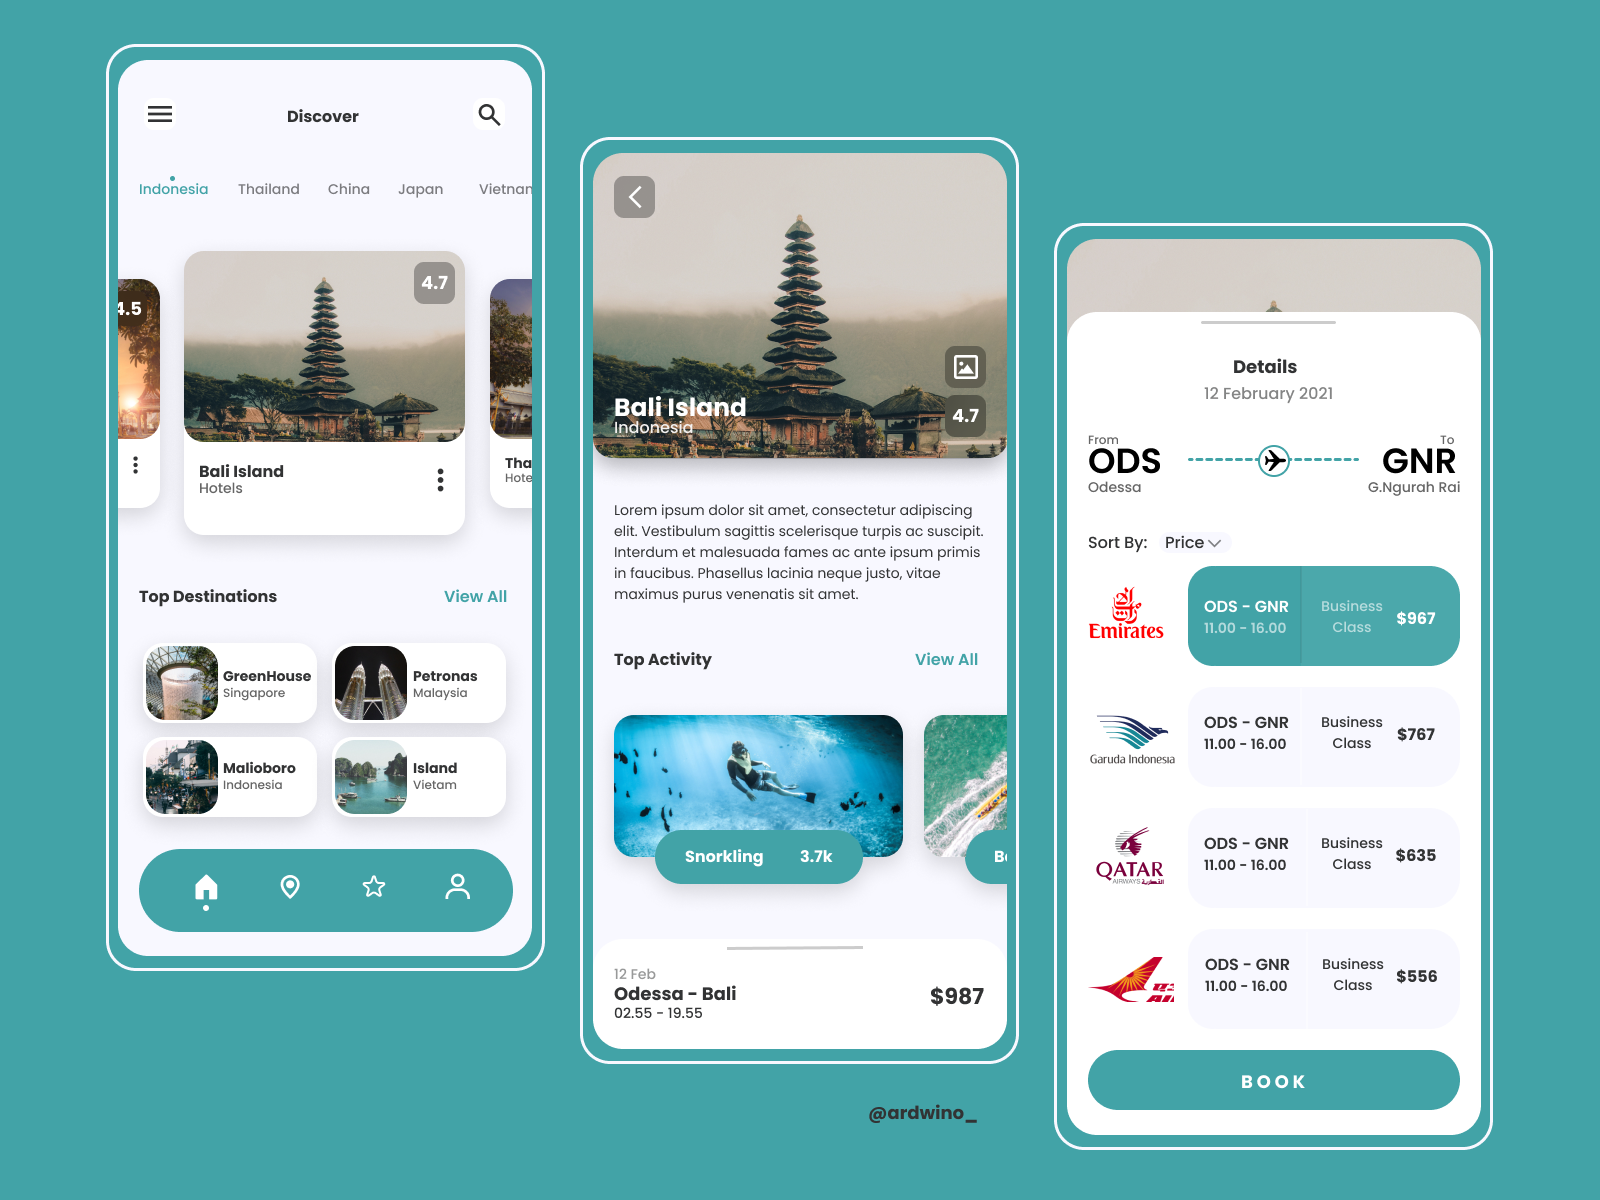 Discover
Indonesia Thailand China Japan Vietnam
4.5
4.7
Bali Island
Hotels
Tha
Hote
Top Destinations View All
GreenHouse
Singapore
Petronas
Malaysia
Malioboro
Indonesia
Island
Vietam
Bali Island
Indonesia
4.7
Lorem ipsum dolor sit amet, consectetur adipiscing
elit. Vestibulum sagittis scelerisque turpis ac suscipit.
Interdum et malesuada fames ac ante ipsum primis
in faucibus. Phasellus lacinia neque justo, vitae
maximus purus venenatis sit amet.
Top Activity View All
Snorkling 3.7k
12 Feb
Odessa - Bali
02.55 - 19.55
$987
@ardwino_
Details
12 February 2021
From
ODS
Odessa
To
GNR
G.Ngurah Rai
Sort By: Price
Emirates
ODS - GNR
11.00 - 16.00
Business
Class
$967
Garuda Indonesia
ODS - GNR
11.00 - 16.00
Business
Class
$767
QATAR
AIRWAYS القطرية
ODS - GNR
11.00 - 16.00
Business
Class
$635
ODS - GNR
11.00 - 16.00
Business
Class
$556
BOOK